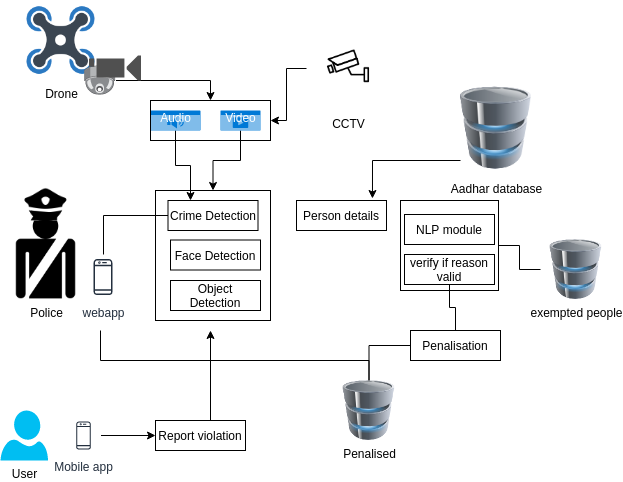 Drone
Audio
Video
CCTV
Aadhar database
Crime Detection
Person details
NLP module
Face Detection
verify if reason
valid
Object
Detection
Police
webapp
exempted people
Penalisation
Report violation
Penalised
Mobile app
User